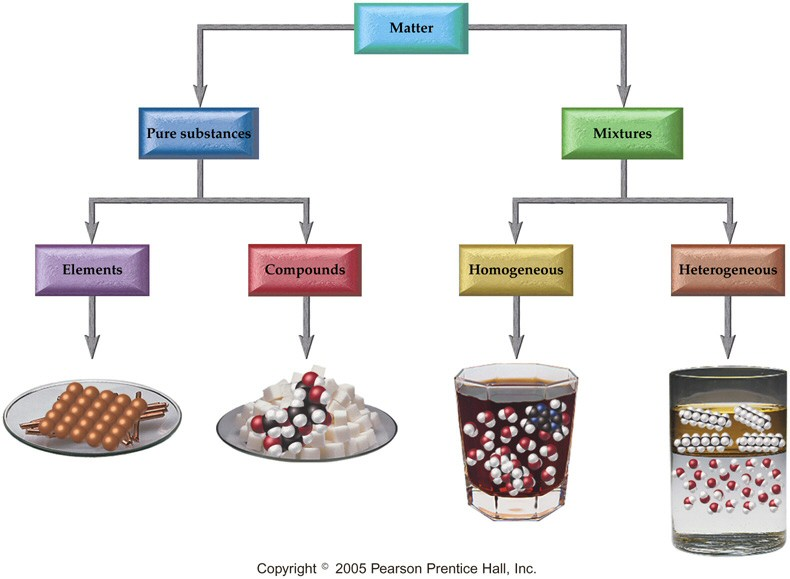 Matter
Pure substances
Mixtures
Elements
Compounds
Homogeneous
Heterogeneous
Copyright © 2005 Pearson Prentice Hall, Inc.